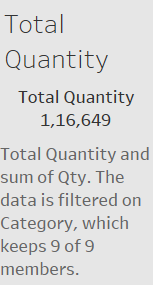 Total
Quantity
Total Quantity
1,16,649
Total Quantity and
sum of Qty. The
data is filtered on
Category, which
keeps 9 of 9
members.